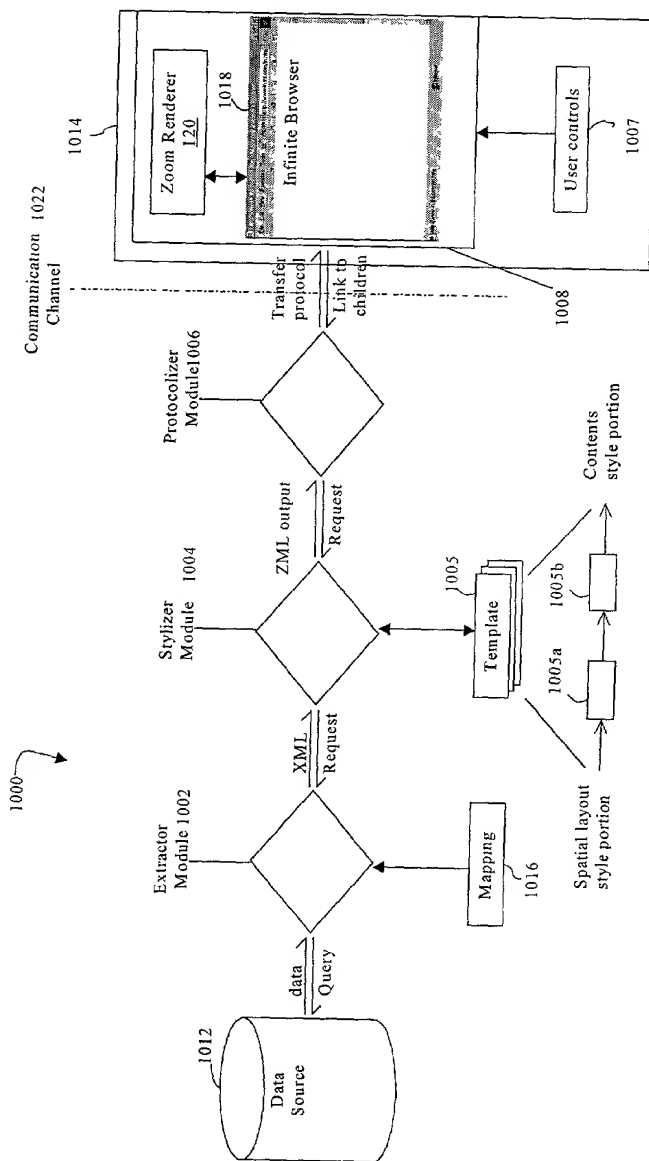 1000
Communication 1022
Channel
1014
Zoom Renderer
120
1018
Infinite Browser
User controls
1007
1008
Transfer
protocol
Link to
children
Protocolizer
Module1006
ZML output
Request
Stylizer 1004
Module
XML
Request
Template
1005
1005a
1005b
Spatial layout
style portion
Contents
style portion
Extractor
Module 1002
Mapping
1016
data
Query
1012
Data
Source